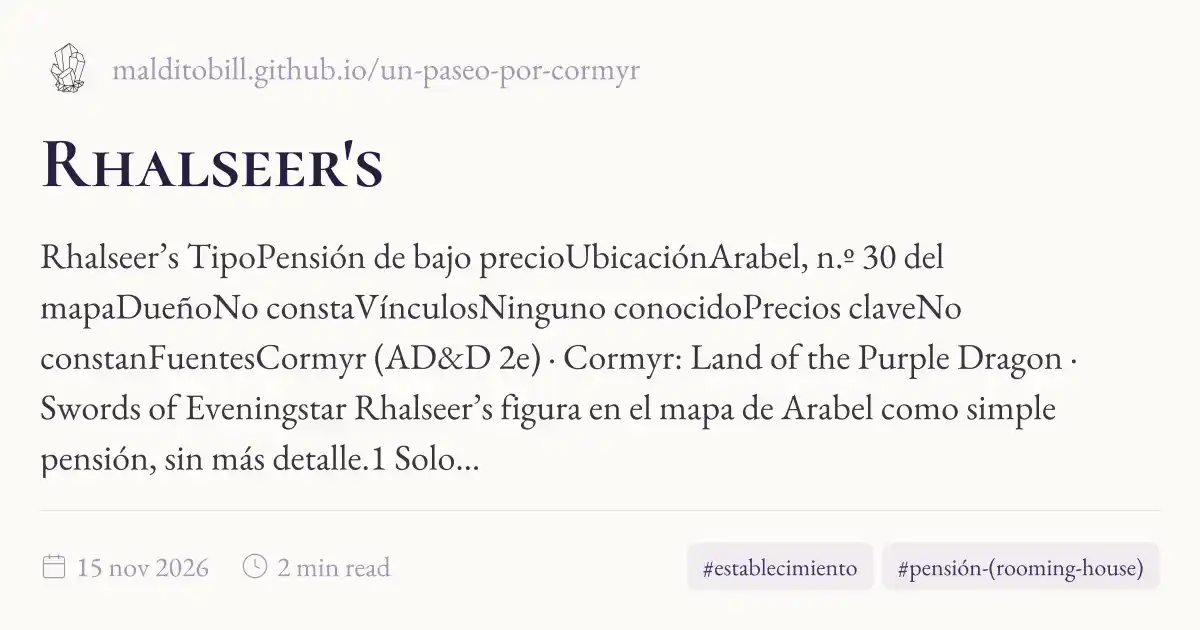 malditobill.github.io/un-paseo-por-cormyr
Rhalseer's
Rhalseer’s TipoPensión de bajo precioUbicaciónArabel, n.º 30 del
mapaDueñoNo constaVínculosNinguno conocidoPrecios claveNo
constanFuentesCormyr (AD&D 2e) · Cormyr: Land of the Purple Dragon ·
Swords of Eveningstar Rhalseer’s figura en el mapa de Arabel como simple
pensión, sin más detalle.1 Solo...
15 nov 2026 2 min read #establecimiento #pensión-(rooming-house)